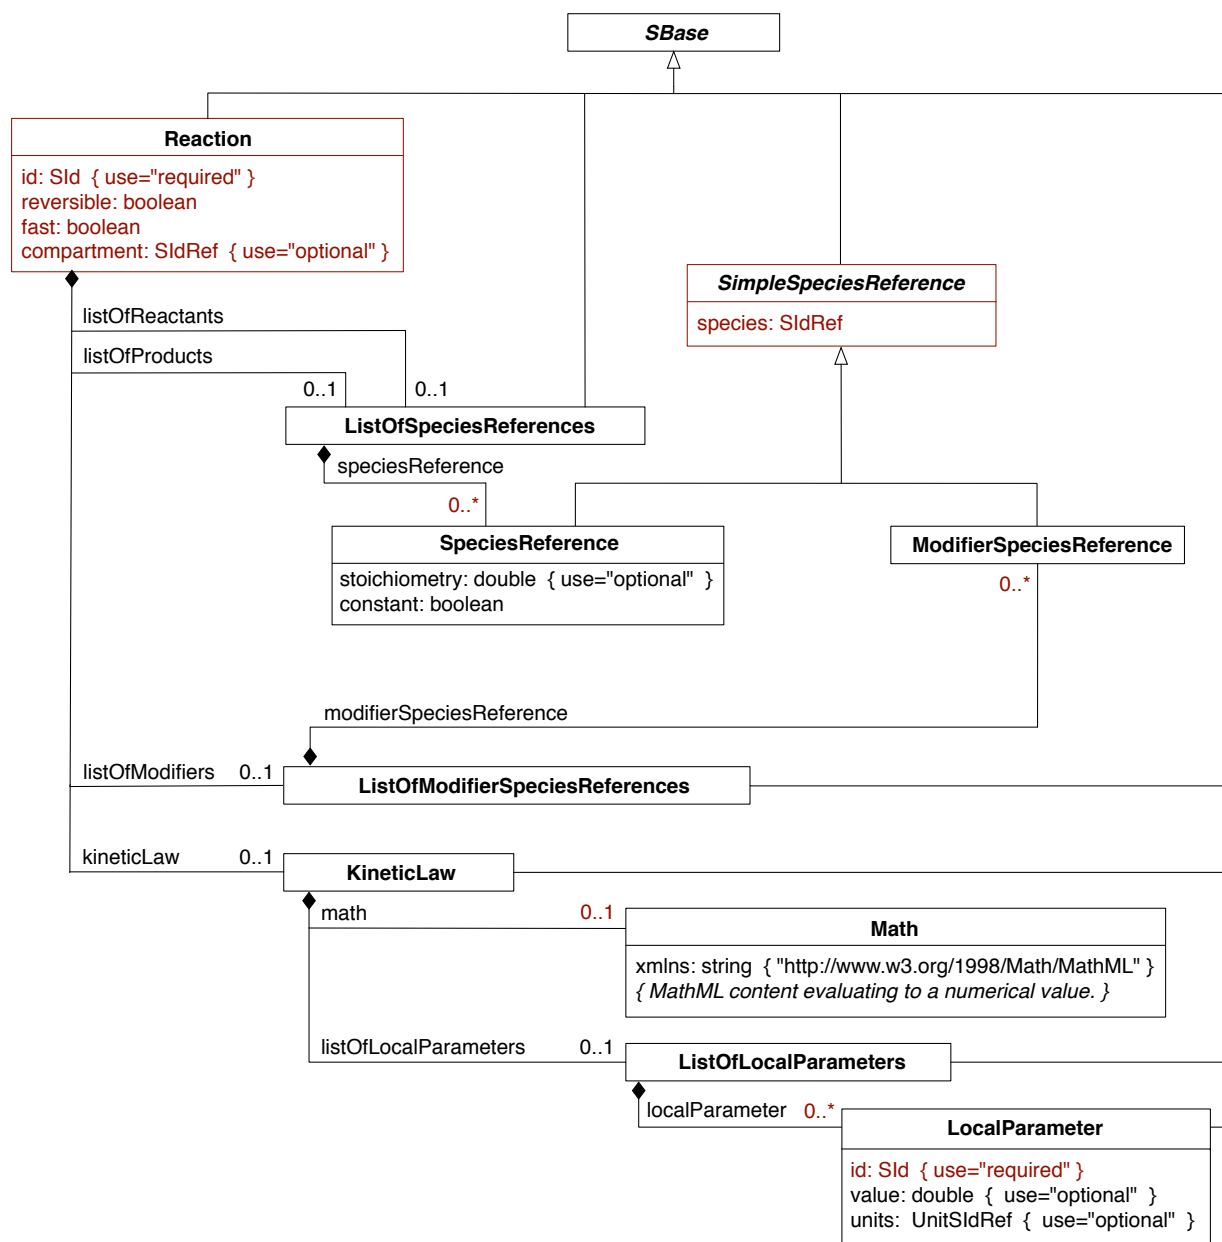 SBase
Reaction
id: SId { use="required" }
reversible: boolean
fast: boolean
compartment: SIdRef { use="optional" }
SimpleSpeciesReference
species: SIdRef
listOfReactants
listOfProducts
0..1
0..1
ListOfSpeciesReferences
speciesReference
0..*
SpeciesReference
stoichiometry: double { use="optional" }
constant: boolean
ModifierSpeciesReference
0..*
modifierSpeciesReference
listOfModifiers 0..1
ListOfModifierSpeciesReferences
kineticLaw 0..1
KineticLaw
math 0..1
Math
xmlns: string { "http://www.w3.org/1998/Math/MathML" }
{ MathML content evaluating to a numerical value. }
listOfLocalParameters 0..1
ListOfLocalParameters
localParameter 0..*
LocalParameter
id: SId { use="required" }
value: double { use="optional" }
units: UnitSIdRef { use="optional" }